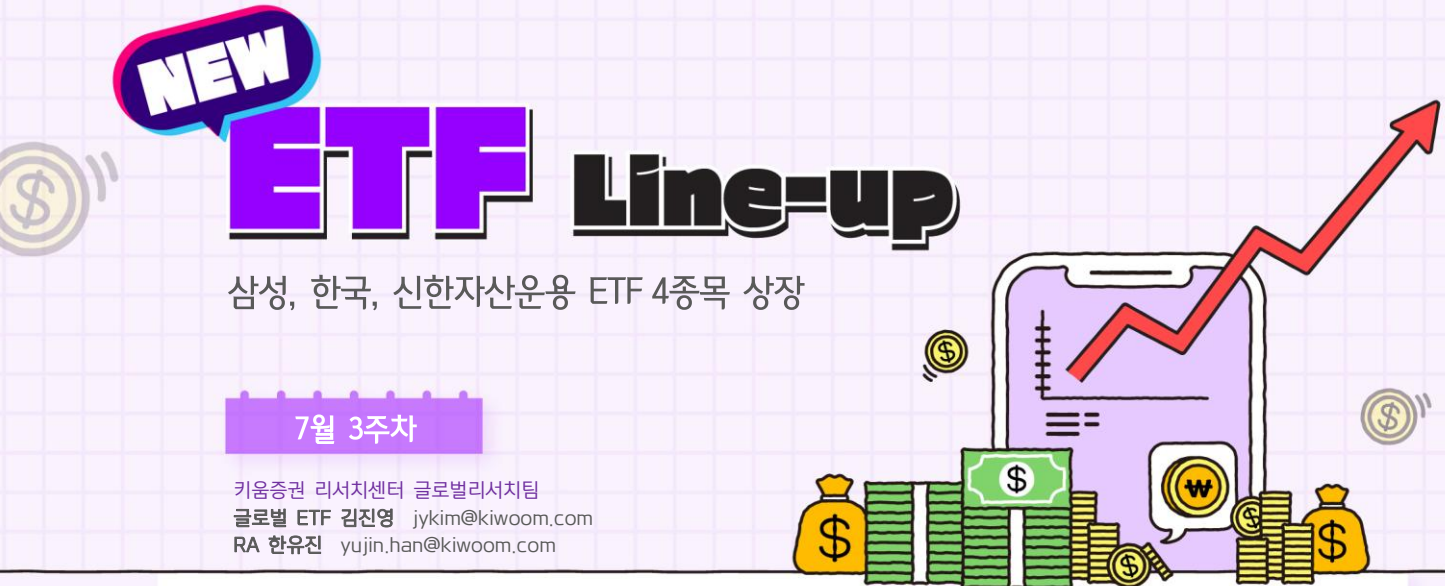 NEW
ETF Line-up
삼성, 한국, 신한자산운용 ETF 4종목 상장
7월 3주차
키움증권 리서치센터 글로벌리서치팀
글로벌 ETF 김진영 jykim@kiwoom.com
RA 한유진 yujin.han@kiwoom.com
$
$
$
$
₩
$
$
$
$